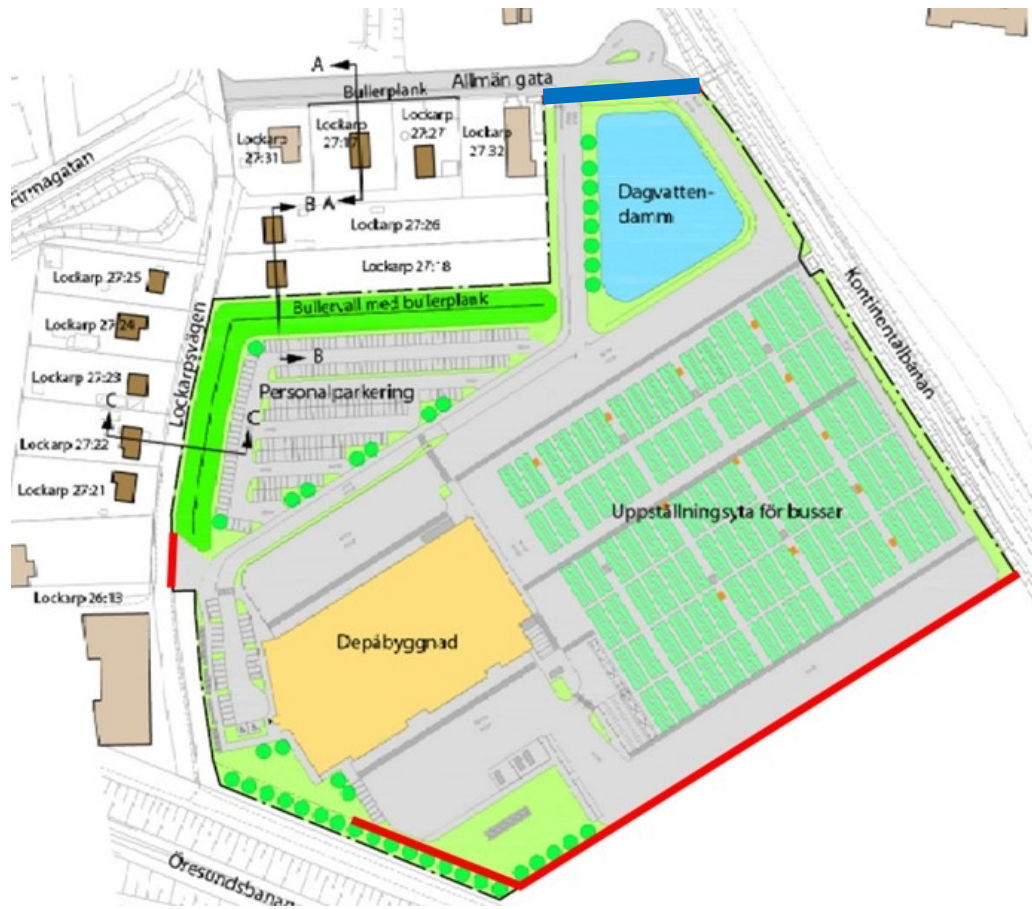 A
Allmän gata
Bullerplank
Lockarp
27:17
Lockarp
27:27
Lockarp
27:31
Lockarp
27:32
Firmagatan
Dagvatten-
damm
B A
Lockarp 27:26
Lockarp 27:18
Lockarp 27:25
Kontinentalbanan
Bullervall med bullerplank
Lockarp 27:24
Lockarpsvägen
B
Lockarp 27:23
Personalparkering
C
C
Lockarp 27:22
Lockarp 27:21
Uppställningsyta för bussar
Lockarp 26:13
Depåbyggnad
Öresundsbanan